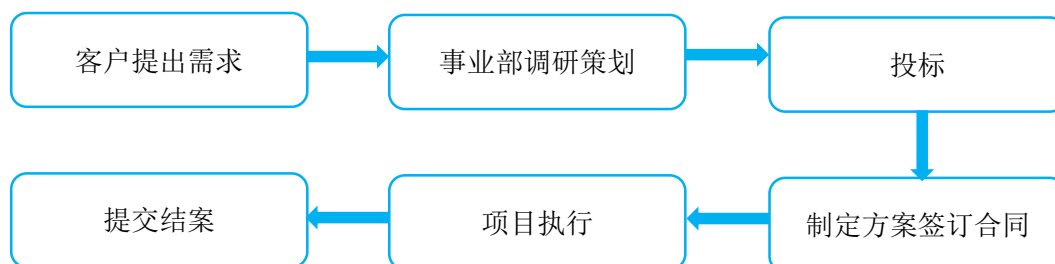 客户提出需求
事业部调研策划
投标
制定方案签订合同
项目执行
提交结案